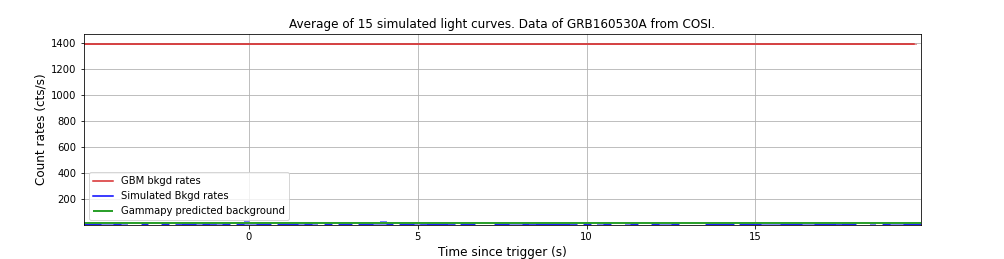 Average of 15 simulated light curves. Data of GRB160530A from COSI.
1400
1200
1000
800
600
400
200
Count rates (cts/s)
GBM bkgd rates
Simulated Bkgd rates
Gammapy predicted background
0 5 10 15
Time since trigger (s)